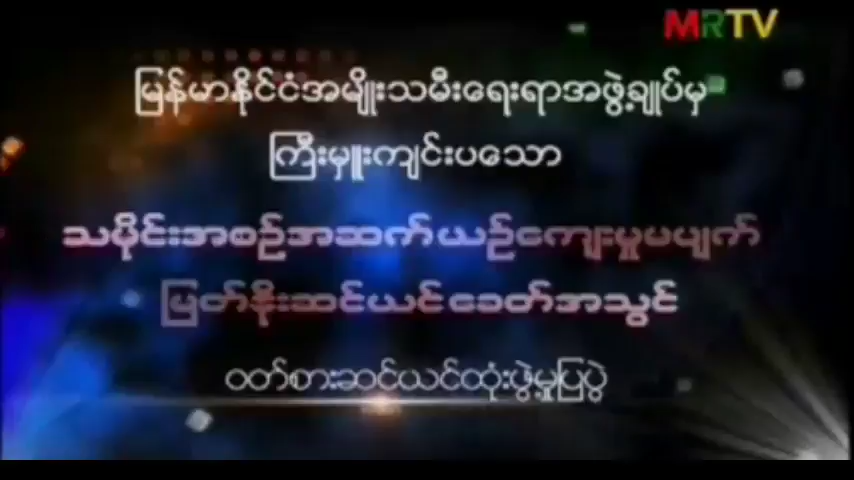 MRTV
မြန်မာနိုင်ငံအမျိုးသမီးရေးရာအဖွဲ့ချုပ်မှ
ကြီးမှူးကျင်းပသော
သမိုင်းအစဉ်အဆက်ယဉ်ကျေးမှုမပျက်
မြတ်နိုးဆင်ယင်ခေတ်အသွင်
ဝတ်စားဆင်ယင်ထုံးဖွဲ့မှုပြပွဲ